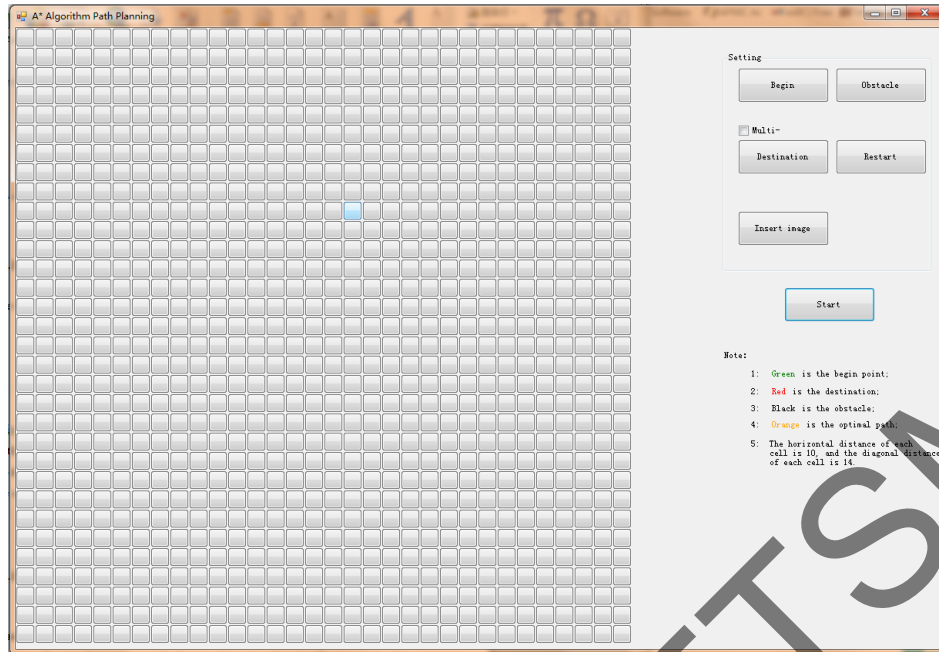 A* Algorithm Path Planning
Setting
Begin
Obstacle
Multi-
Destination
Restart
Insert image
Start
Note:
1: Green is the begin point;
2: Red is the destination;
3: Black is the obstacle;
4: Orange is the optimal path;
5: The horizontal distance of each
cell is 10, and the diagonal distance
of each cell is 14.